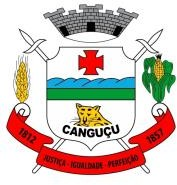 CANGUÇU
1812
1857
JUSTIÇA - IGUALDADE - PERFEIÇÃO